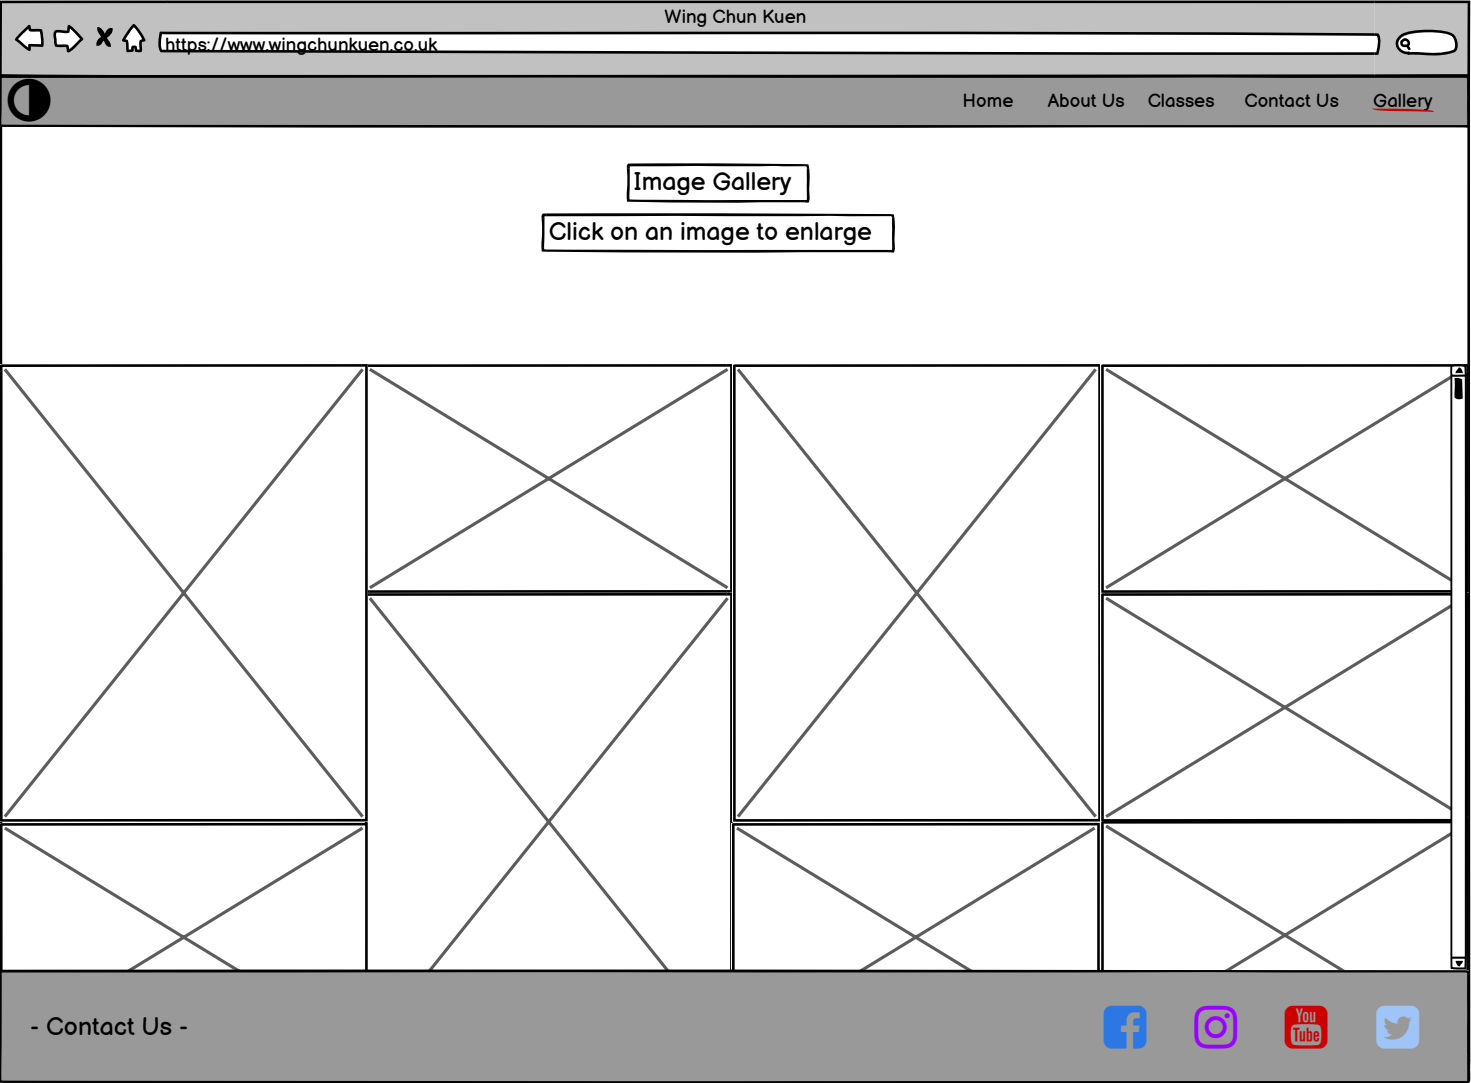 Wing Chun Kuen
https://www.wingchunkuen.co.uk
Home About Us Classes Contact Us Gallery
Image Gallery
Click on an image to enlarge
- Contact Us -
You
Tube